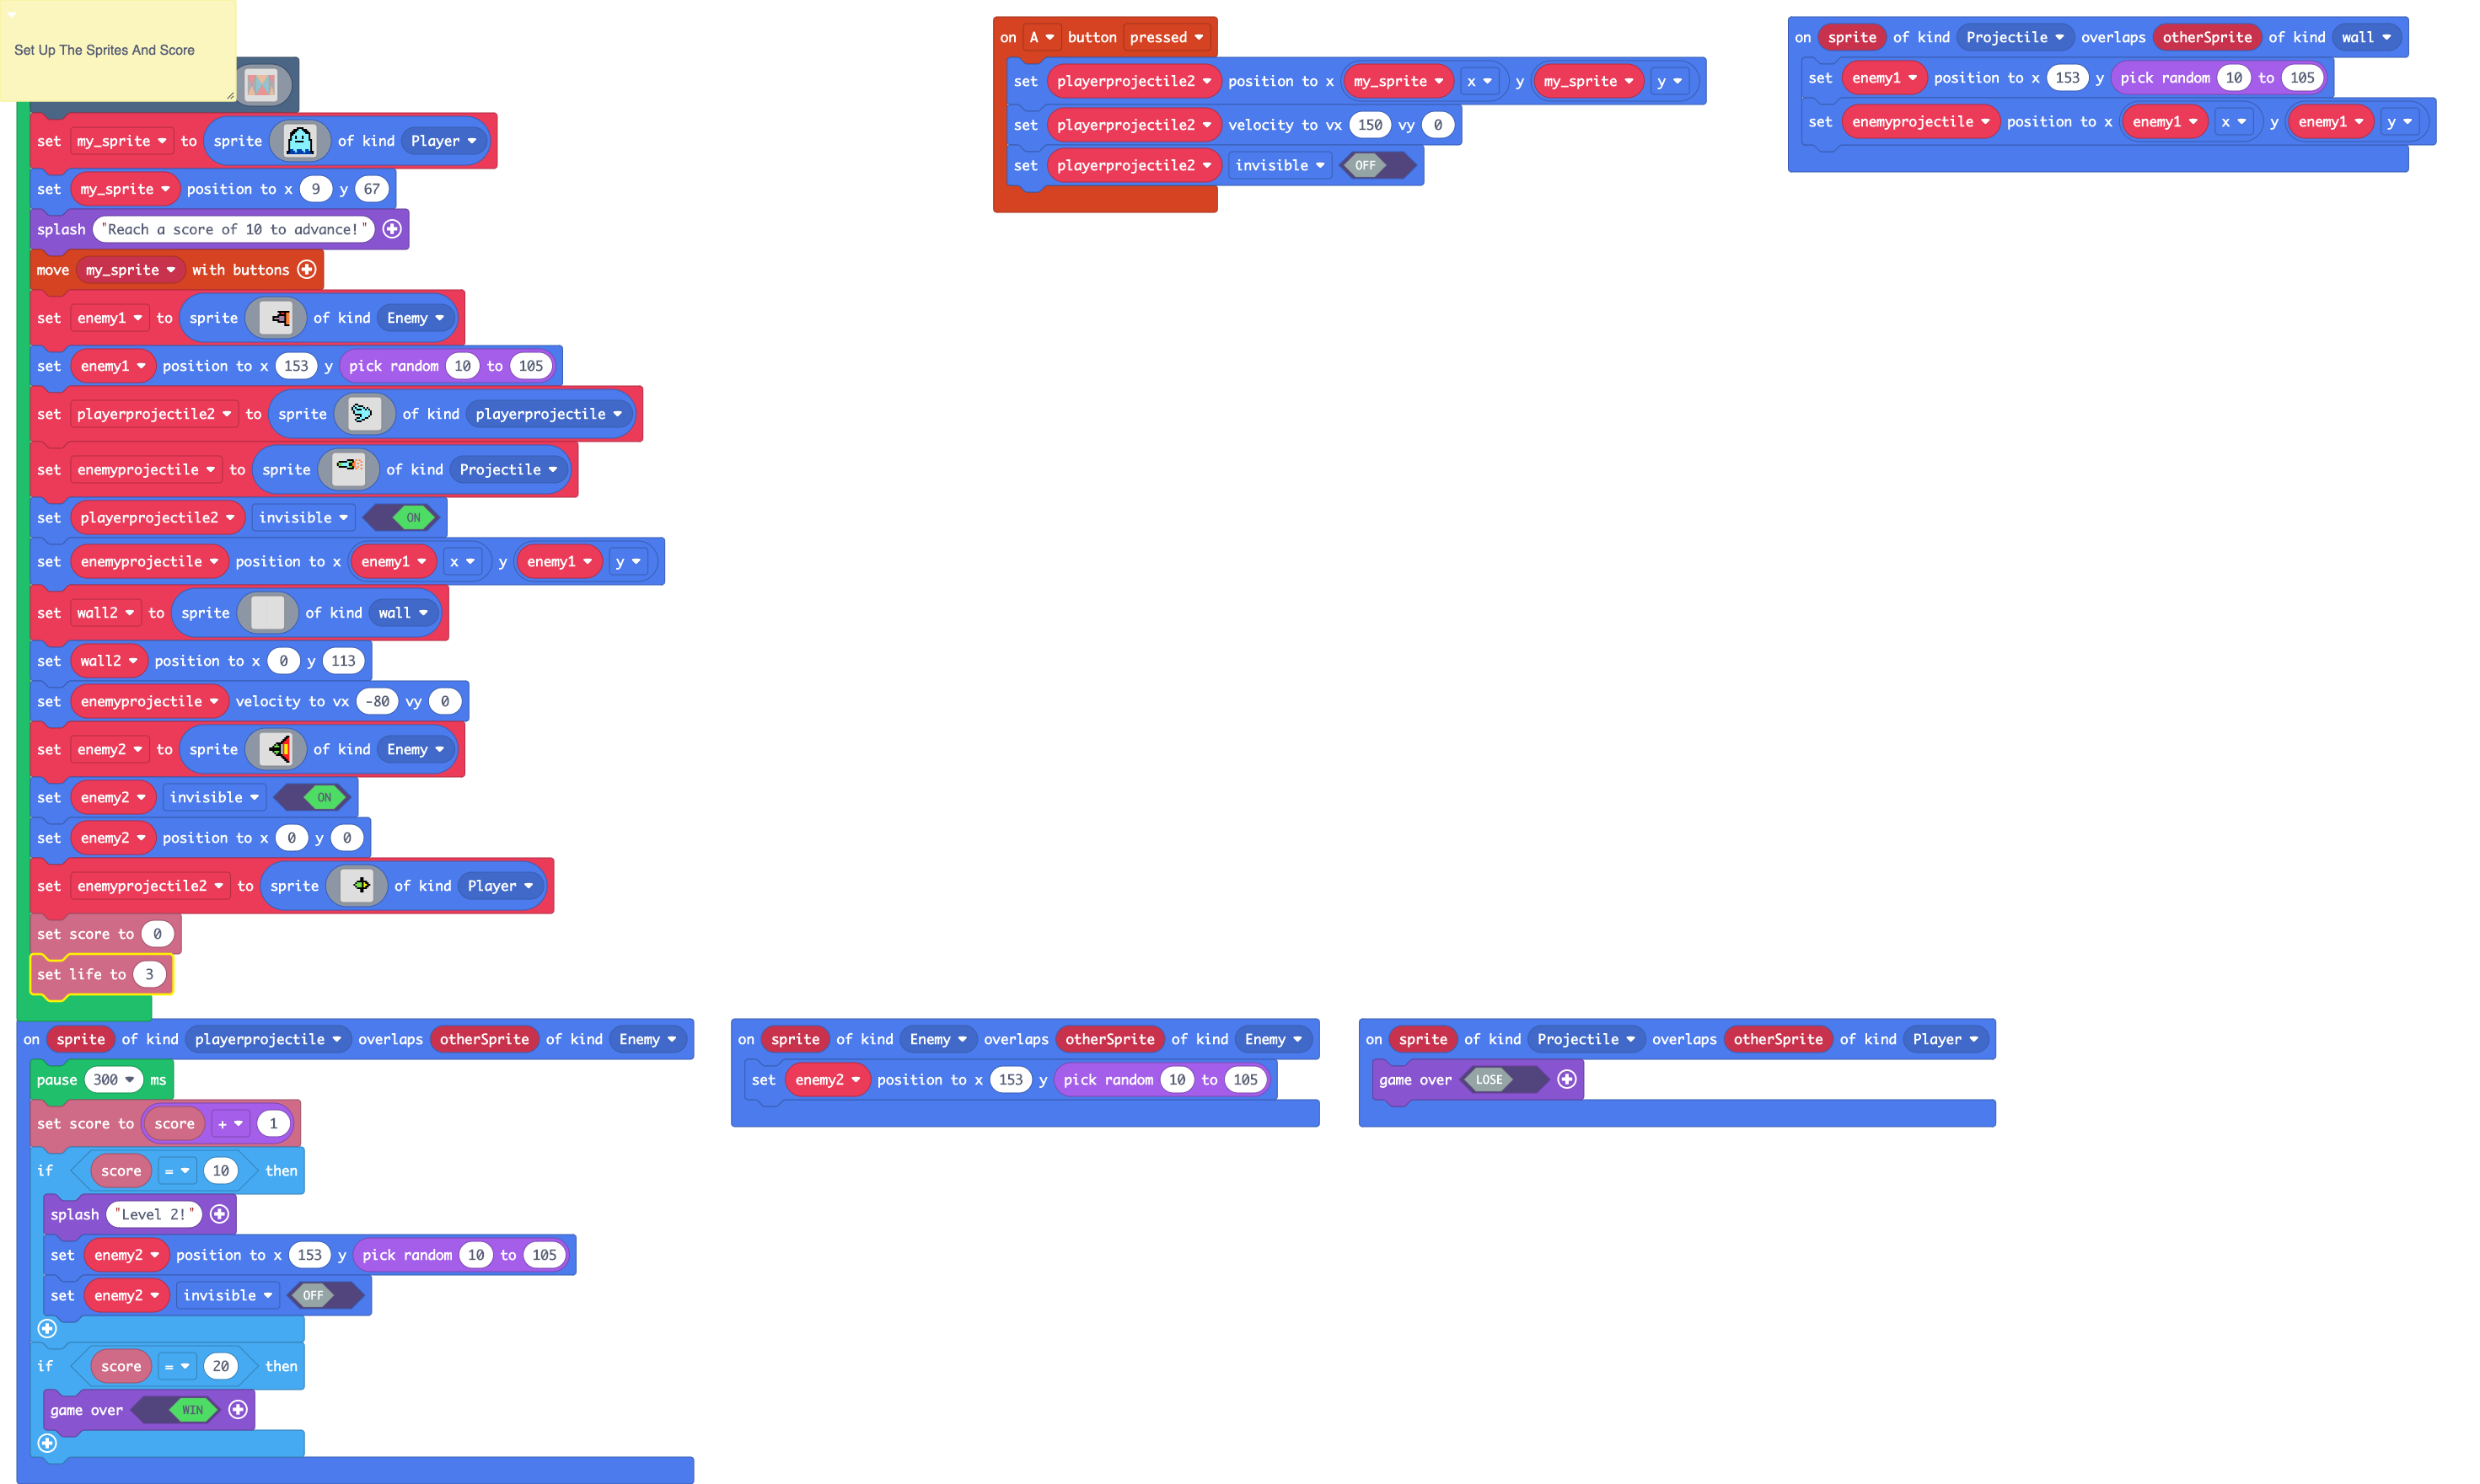 Set Up The Sprites And Score
set my_sprite to sprite of kind Player
set my_sprite position to x 9 y 67
splash "Reach a score of 10 to advance!"
move my_sprite with buttons
set enemy1 to sprite of kind Enemy
set enemy1 position to x 153 y pick random 10 to 105
set playerprojectile2 to sprite of kind playerprojectile
set enemyprojectile to sprite of kind Projectile
set playerprojectile2 invisible ON
set enemyprojectile position to x enemy1 x y enemy1 y
set wall2 to sprite of kind wall
set wall2 position to x 0 y 113
set enemyprojectile velocity to vx -80 vy 0
set enemy2 to sprite of kind Enemy
set enemy2 invisible ON
set enemy2 position to x 0 y 0
set enemyprojectile2 to sprite of kind Player
set score to 0
set life to 3
on A button pressed
set playerprojectile2 position to x my_sprite x y my_sprite y
set playerprojectile2 velocity to vx 150 vy 0
set playerprojectile2 invisible OFF
on sprite of kind Projectile overlaps otherSprite of kind wall
set enemy1 position to x 153 y pick random 10 to 105
set enemyprojectile position to x enemy1 x y enemy1 y
on sprite of kind playerprojectile overlaps otherSprite of kind Enemy
pause 300 ms
set score to score + 1
if score = 10 then
splash "Level 2!"
set enemy2 position to x 153 y pick random 10 to 105
set enemy2 invisible OFF
if score = 20 then
game over WIN
on sprite of kind Enemy overlaps otherSprite of kind Enemy
set enemy2 position to x 153 y pick random 10 to 105
on sprite of kind Projectile overlaps otherSprite of kind Player
game over LOSE